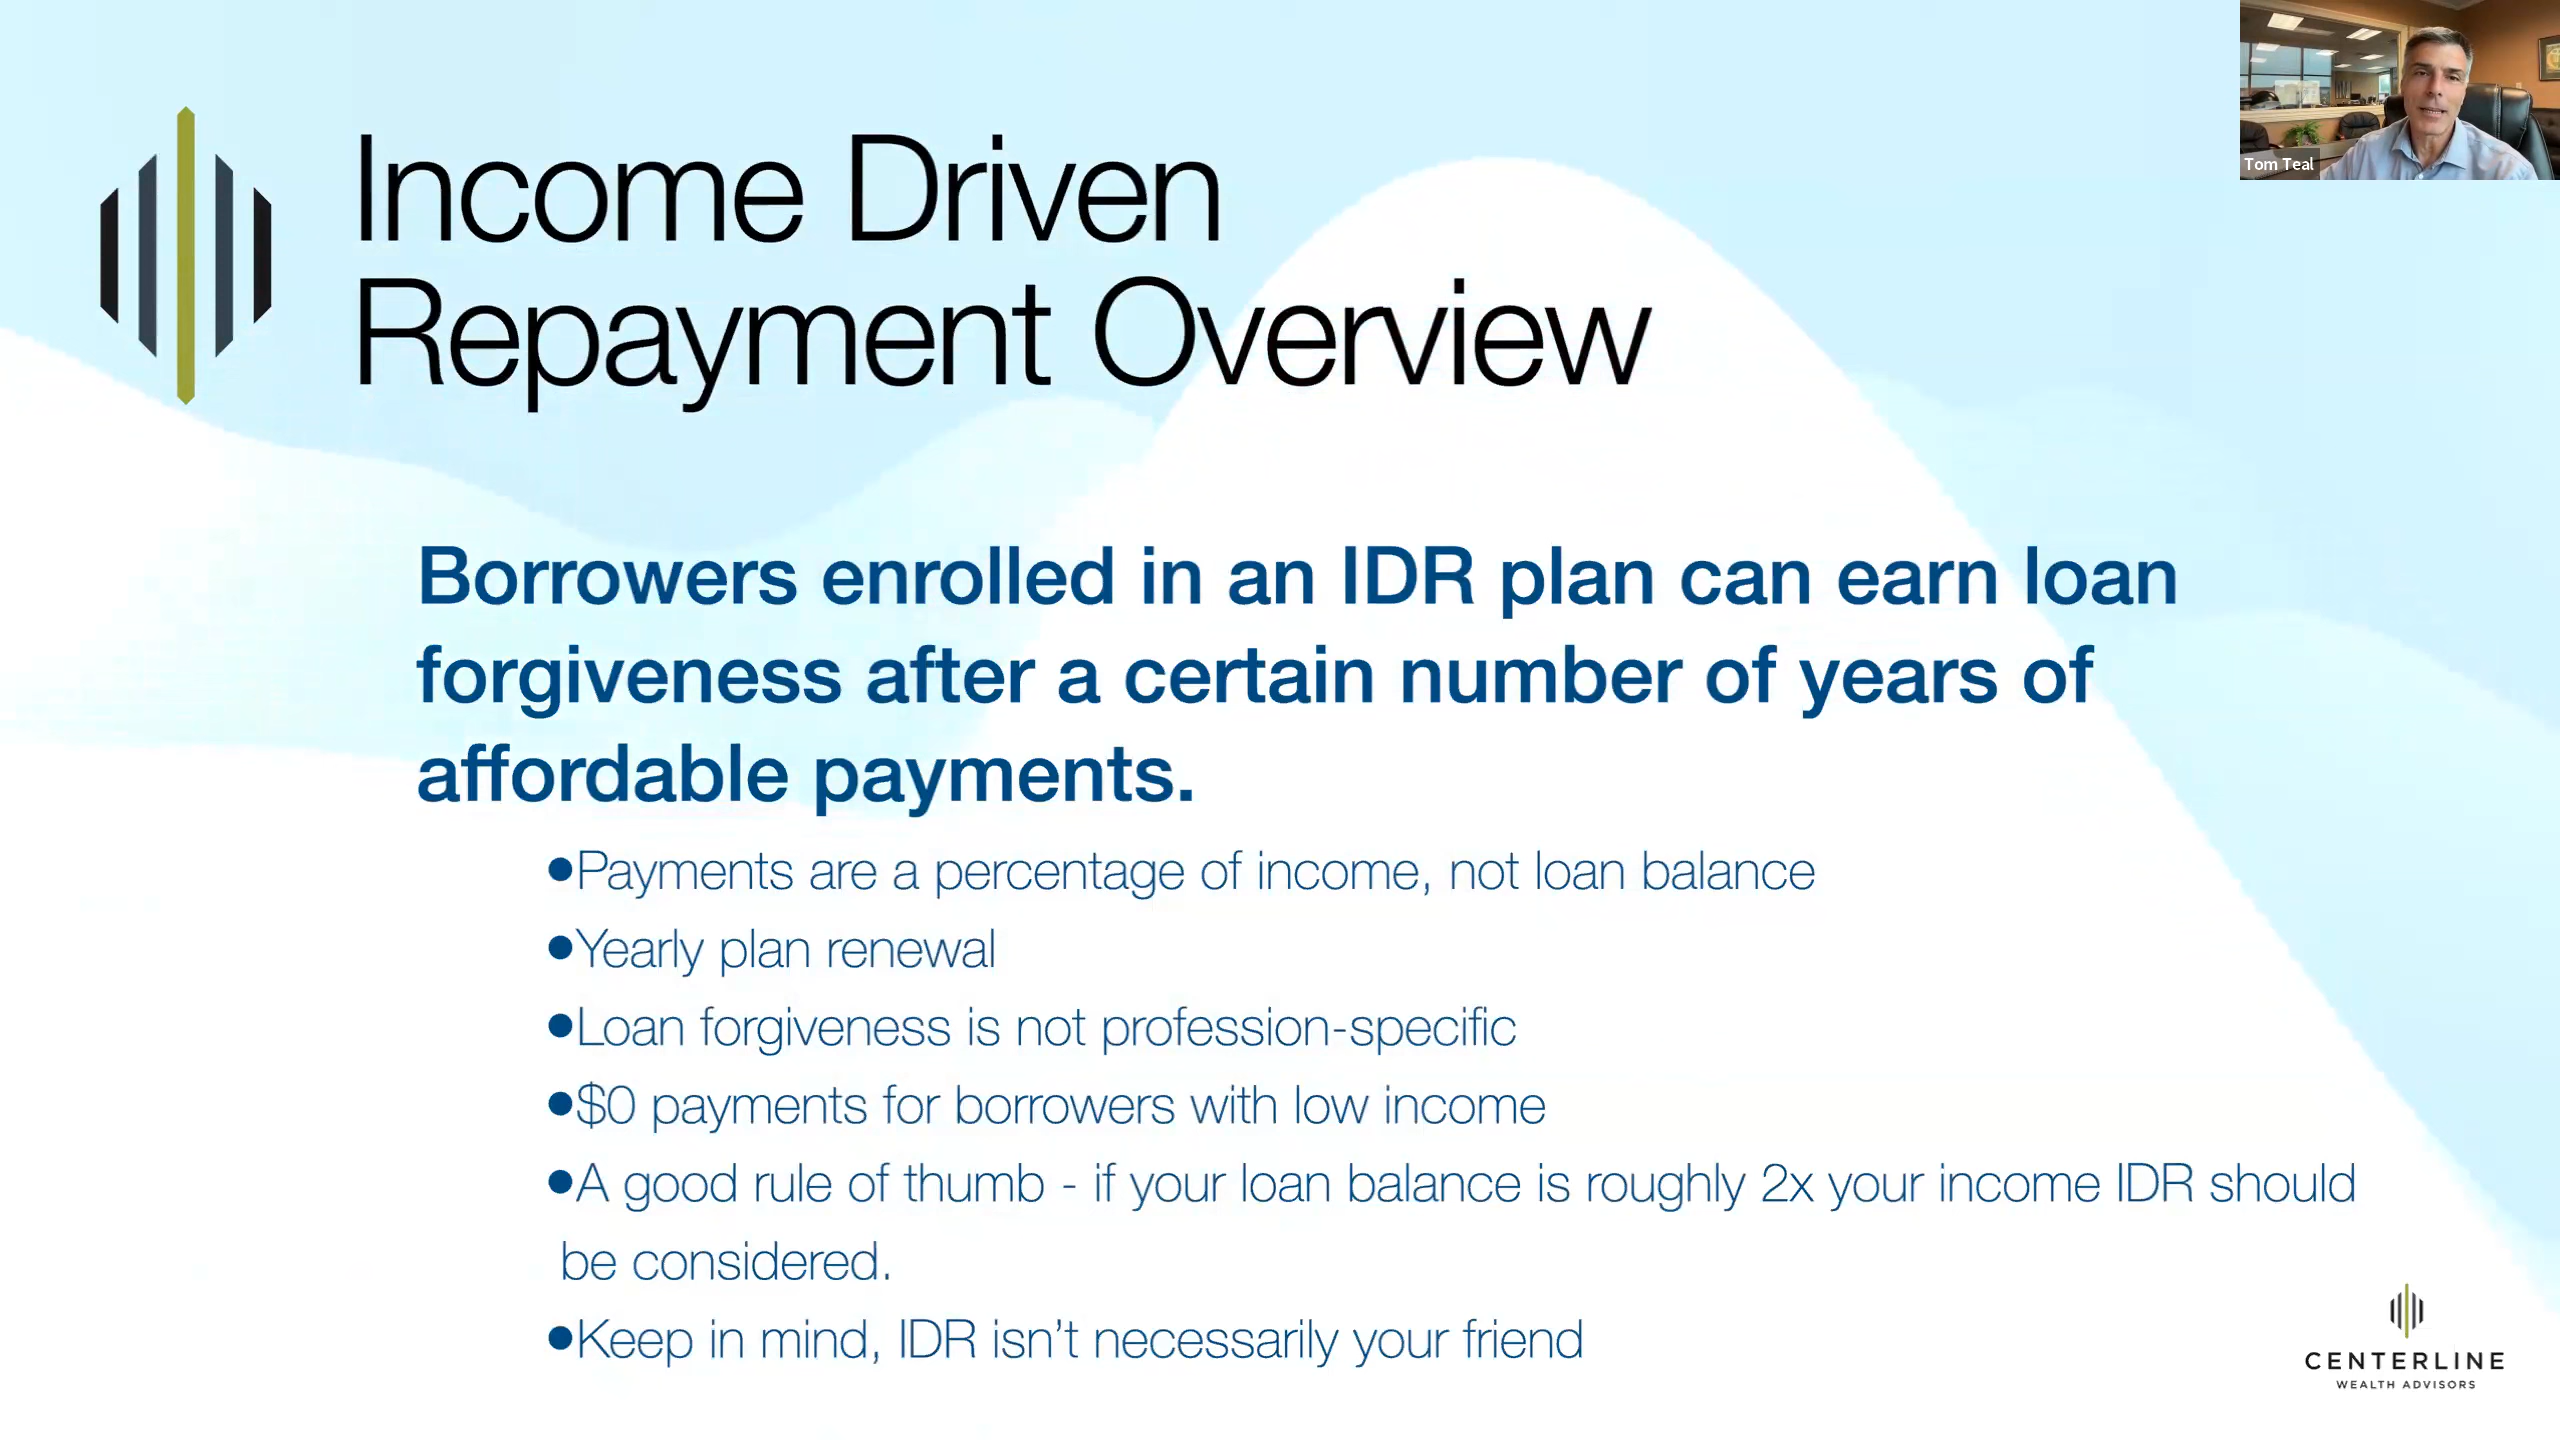 Tom Teal
Income Driven
Repayment Overview
Borrowers enrolled in an IDR plan can earn loan
forgiveness after a certain number of years of
affordable payments.
•Payments are a percentage of income, not loan balance
•Yearly plan renewal
•Loan forgiveness is not profession-specific
•$0 payments for borrowers with low income
•A good rule of thumb - if your loan balance is roughly 2x your income IDR should
be considered.
•Keep in mind, IDR isn’t necessarily your friend
CENTERLINE
WEALTH ADVISORS